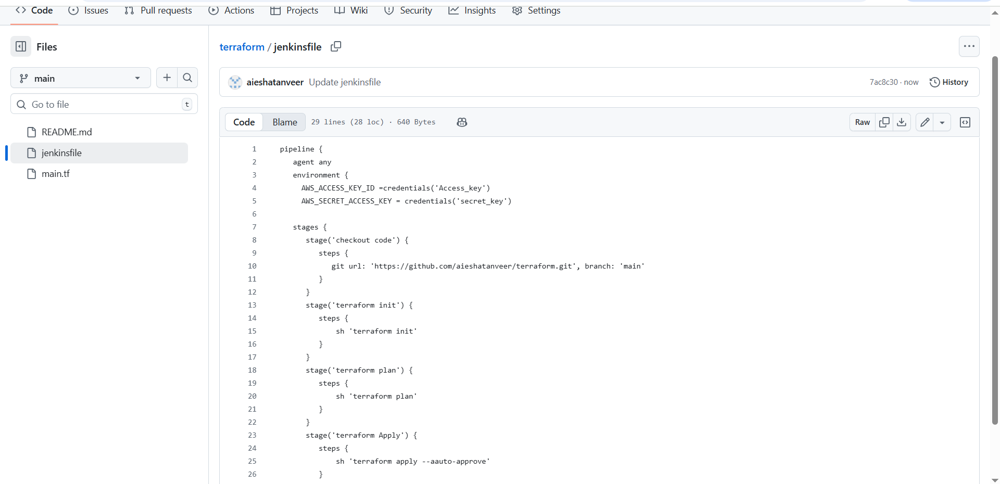 Code Issues Pull requests Actions Projects Wiki Security Insights Settings
Files
main
Go to file t
README.md
jenkinsfile
main.tf
terraform / jenkinsfile
aieshatanveer Update jenkinsfile 7ac8c30 · now History
Code Blame 29 lines (28 loc) · 640 Bytes Raw
1 pipeline {
2 agent any
3 environment {
4 AWS_ACCESS_KEY_ID =credentials('Access_key')
5 AWS_SECRET_ACCESS_KEY = credentials('secret_key')
6
7 stages {
8 stage('checkout code') {
9 steps {
10 git url: 'https://github.com/aieshatanveer/terraform.git', branch: 'main'
11 }
12 }
13 stage('terraform init') {
14 steps {
15 sh 'terraform init'
16 }
17 }
18 stage('terraform plan') {
19 steps {
20 sh 'terraform plan'
21 }
22 }
23 stage('terraform Apply') {
24 steps {
25 sh 'terraform apply --aauto-approve'
26 }